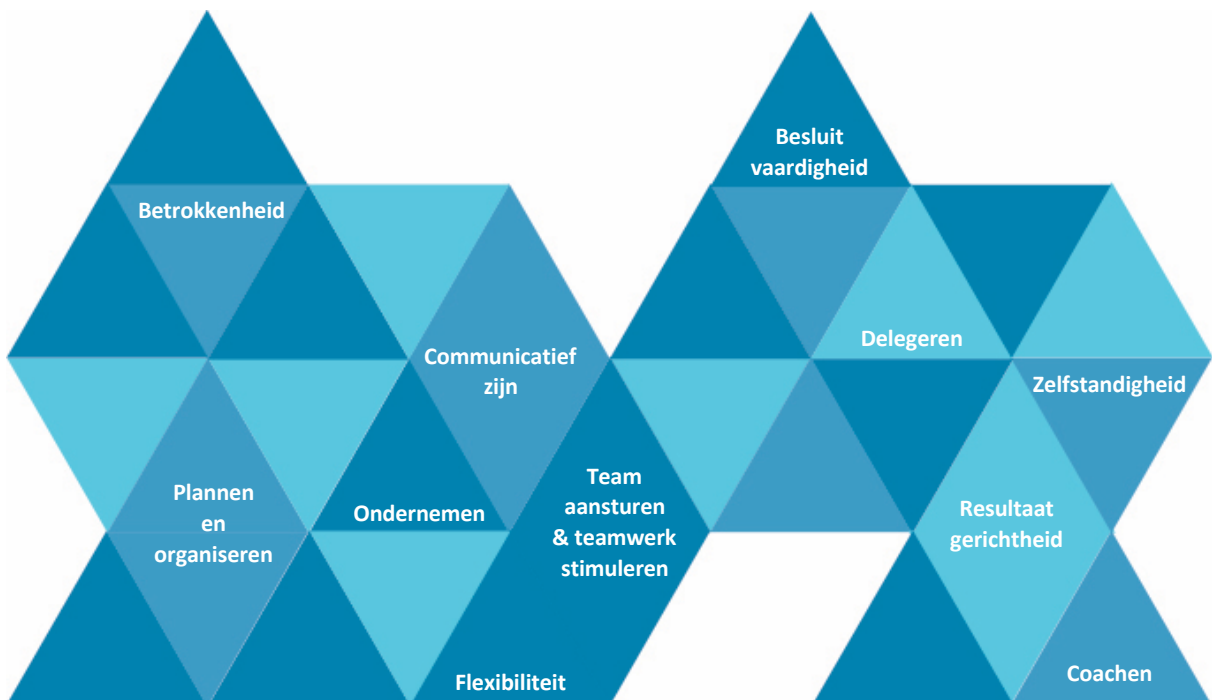 Besluit
vaardigheid
Betrokkenheid
Delegeren
Communicatief
zijn
Zelfstandigheid
Team
aansturen
& teamwerk
stimuleren
Plannen
en
organiseren
Ondernemen
Resultaat
gerichtheid
Flexibiliteit
Coachen